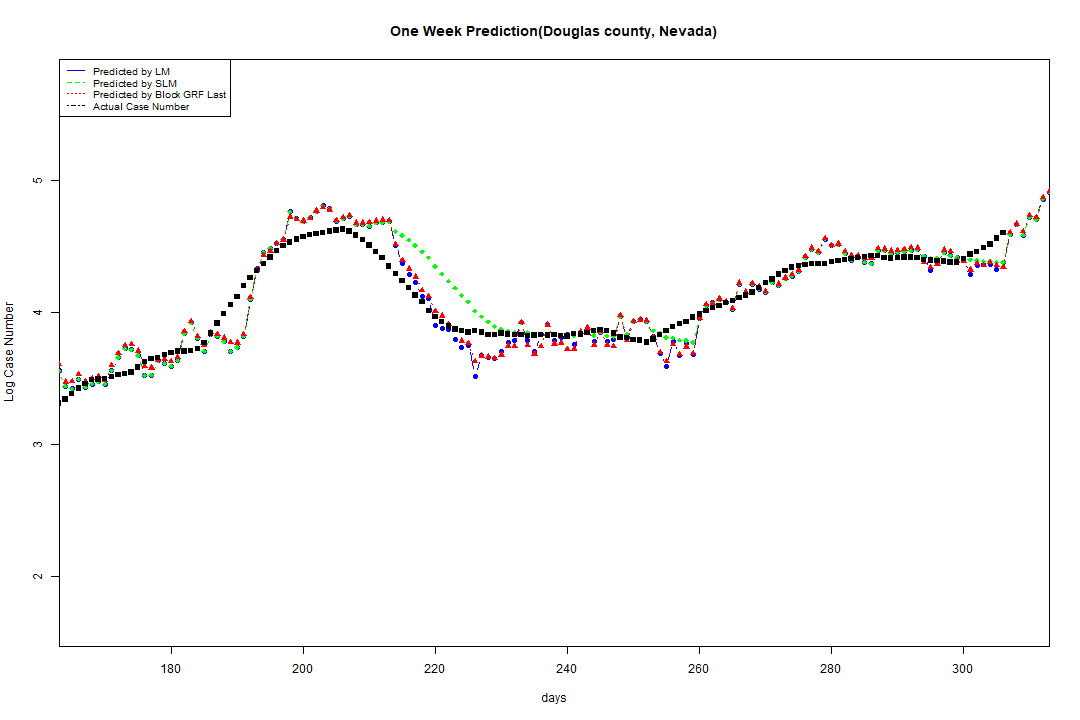 One Week Prediction(Douglas county, Nevada)
Predicted by LM
Predicted by SLM
Predicted by Block GRF Last
Actual Case Number
Log Case Number
5
4
3
2
180 200 220 240 260 280 300
days